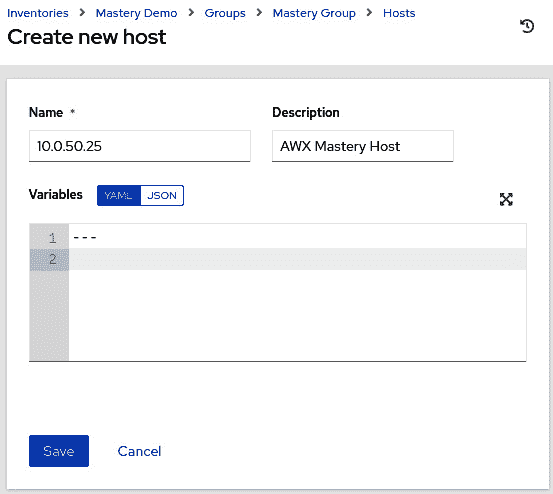 Inventories > Mastery Demo > Groups > Mastery Group > Hosts
Create new host
Name * Description
10.0.50.25 AWX Mastery Host
Variables YAML JSON
1 ---
2
Save Cancel